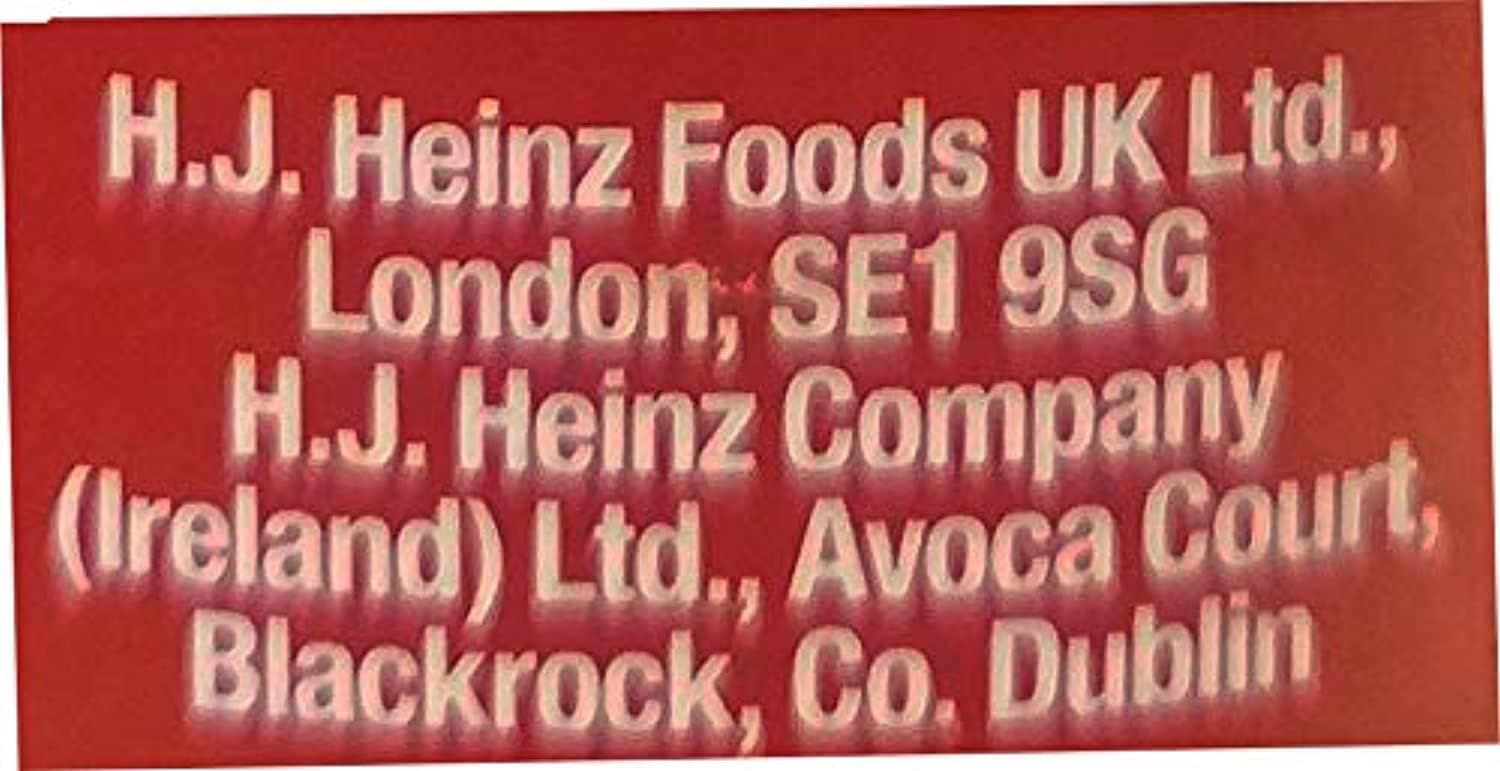 H.J. Heinz Foods UK Ltd.,
London, SE1 9SG
H.J. Heinz Company
(Ireland) Ltd., Avoca Court,
Blackrock, Co. Dublin